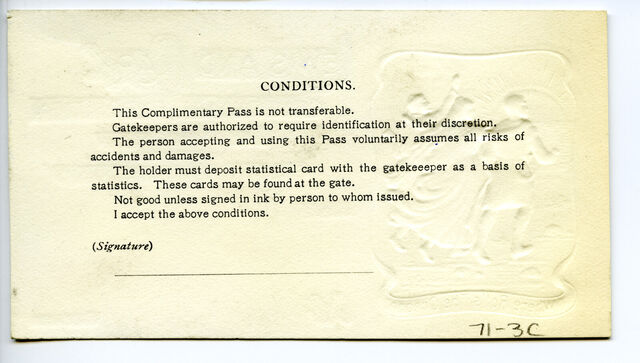 CONDITIONS.
This Complimentary Pass is not transferable.
Gatekeepers are authorized to require identification at their discretion.
The person accepting and using this Pass voluntarily assumes all risks of
accidents and damages.
The holder must deposit statistical card with the gatekeeeper as a basis of
statistics. These cards may be found at the gate.
Not good unless signed in ink by person to whom issued.
I accept the above conditions.
(Signature)
71-3C